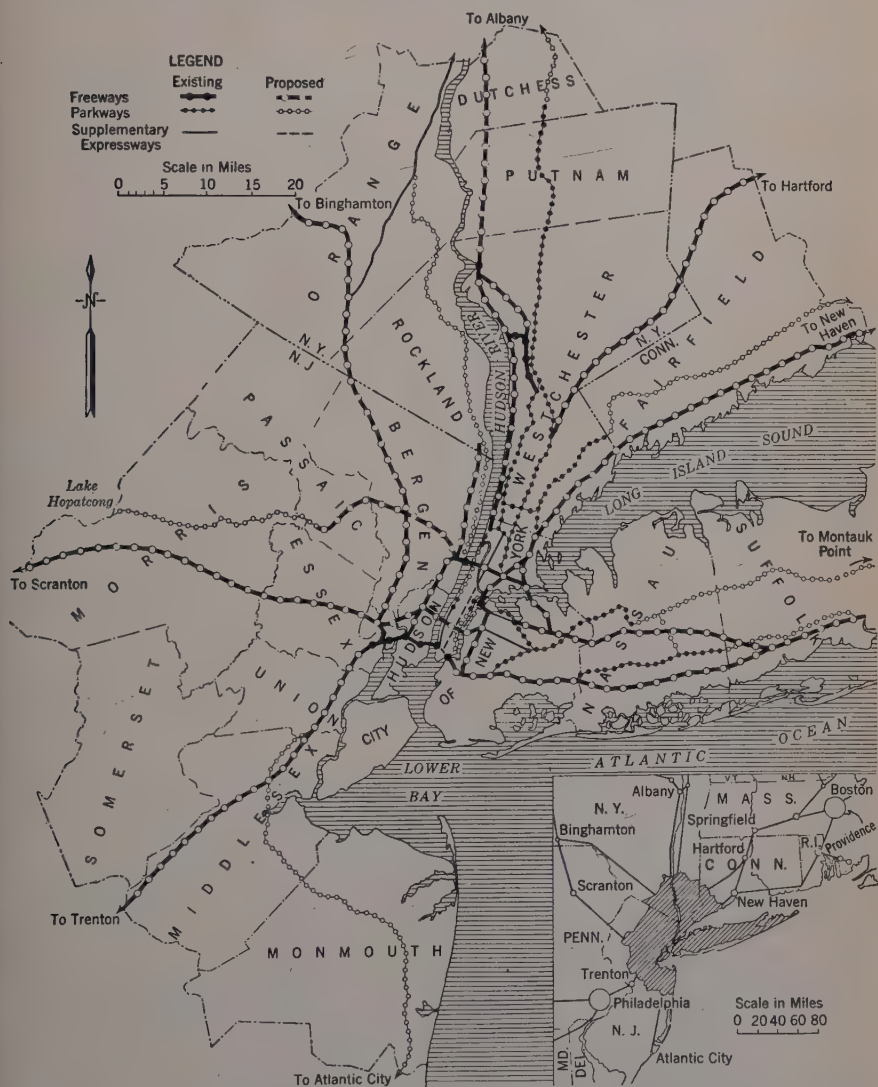 To Albany
LEGEND
Existing Proposed
Freeways
Parkways
Supplementary
Expressways
Scale in Miles
0 5 10 15 20
DUTCHESS
PUTNAM
To Binghamton
To Hartford
ORANGE
N
N.Y.
N.J.
ROCKLAND
HUDSON RIVER
WESTCHESTER
N.Y.
CONN.
FAIRFIELD
To New
Haven
PASSAIC
BERGEN
LONG ISLAND SOUND
Lake
Hopatcong
MORRIS
ESSEX
To Scranton
HUDSON
CITY OF NEW YORK
NASSAU
SUFFOLK
To Montauk
Point
UNION
SOMERSET
MIDDLESEX
LOWER
BAY
ATLANTIC OCEAN
To Trenton
MONMOUTH
To Atlantic City
Albany
VT
NH
MASS.
Boston
N.Y.
Springfield
Binghamton
Hartford
R.I.
Providence
CONN.
Scranton
New Haven
PENN.
Trenton
Philadelphia
Scale in Miles
0 20 40 60 80
N.J.
MD.
DEL.
Atlantic City